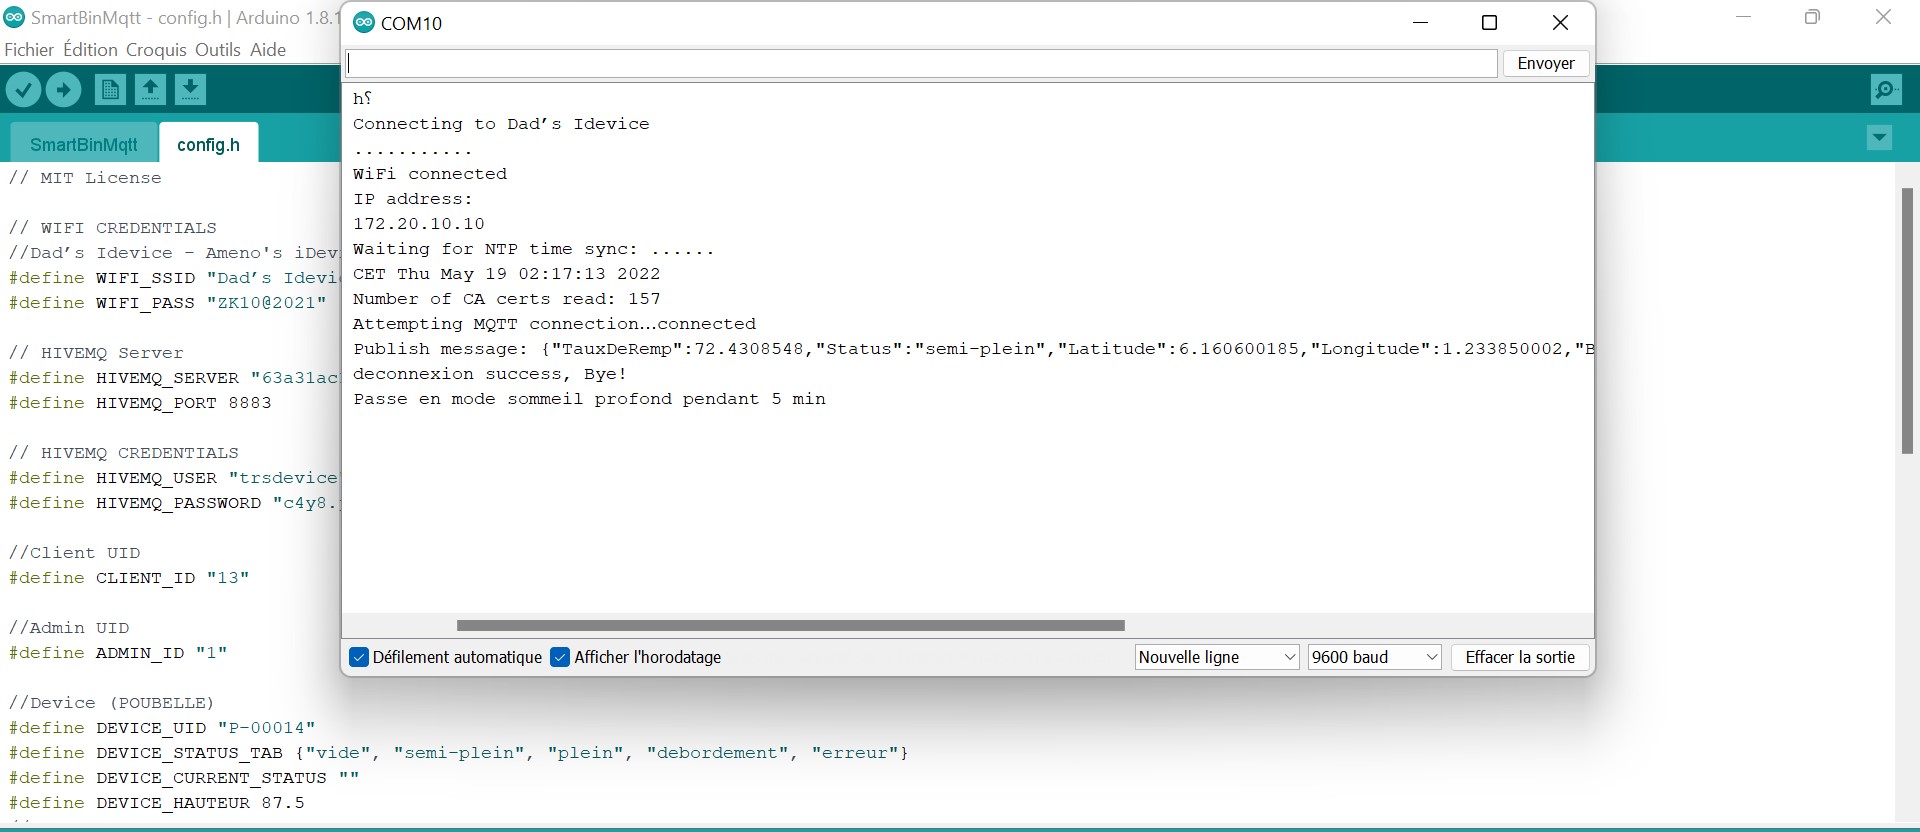 SmartBinMqtt - config.h | Arduino 1.8.1
Fichier Édition Croquis Outils Aide
SmartBinMqtt
config.h
// MIT License
// WIFI CREDENTIALS
//Dad’s Idevice - Ameno's iDev
#define WIFI_SSID "Dad’s Idevi
#define WIFI_PASS "ZK10@2021"
// HIVEMQ Server
#define HIVEMQ_SERVER "63a31ac
#define HIVEMQ_PORT 8883
// HIVEMQ CREDENTIALS
#define HIVEMQ_USER "trsdevice
#define HIVEMQ_PASSWORD "c4y8.
//Client UID
#define CLIENT_ID "13"
//Admin UID
#define ADMIN_ID "1"
//Device (POUBELLE)
#define DEVICE_UID "P-00014"
#define DEVICE_STATUS_TAB {"vide", "semi-plein", "plein", "debordement", "erreur"}
#define DEVICE_CURRENT_STATUS ""
#define DEVICE_HAUTEUR 87.5
COM10
Envoyer
h⸮
Connecting to Dad’s Idevice
...........
WiFi connected
IP address:
172.20.10.10
Waiting for NTP time sync: ......
CET Thu May 19 02:17:13 2022
Number of CA certs read: 157
Attempting MQTT connection...connected
Publish message: {"TauxDeRemp":72.4308548,"Status":"semi-plein","Latitude":6.160600185,"Longitude":1.233850002,"B
deconnexion success, Bye!
Passe en mode sommeil profond pendant 5 min
Défilement automatique
Afficher l'horodatage
Nouvelle ligne
9600 baud
Effacer la sortie